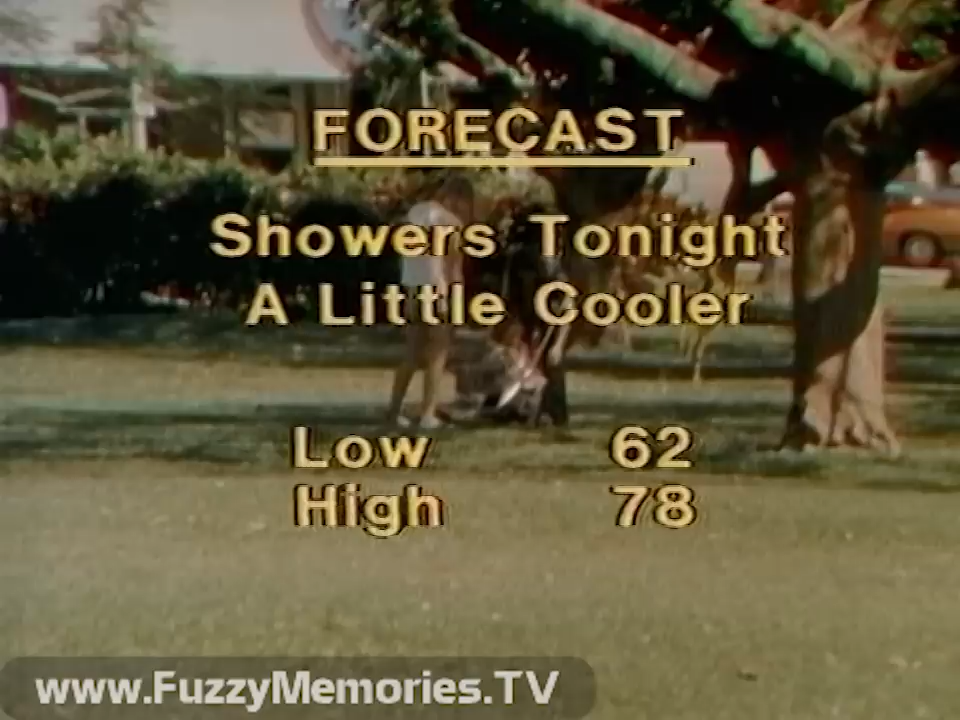 FORECAST
Showers Tonight
A Little Cooler
Low 62
High 78
www.FuzzyMemories.TV